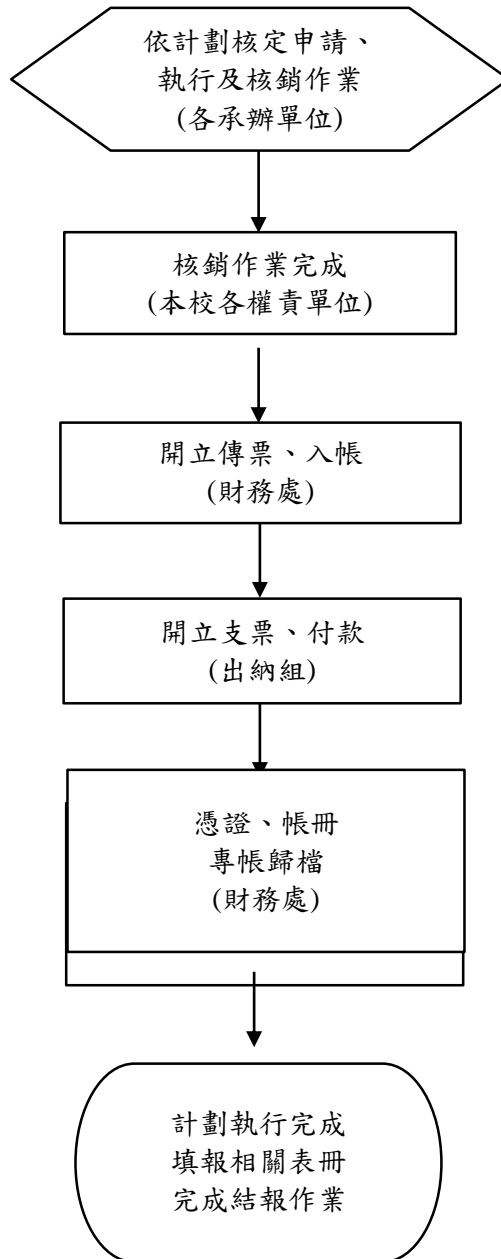 依計劃核定申請、
執行及核銷作業
(各承辦單位)
核銷作業完成
(本校各權責單位)
開立傳票、入帳
(財務處)
開立支票、付款
(出納組)
憑證、帳冊
專帳歸檔
(財務處)
計劃執行完成
填報相關表冊
完成結報作業